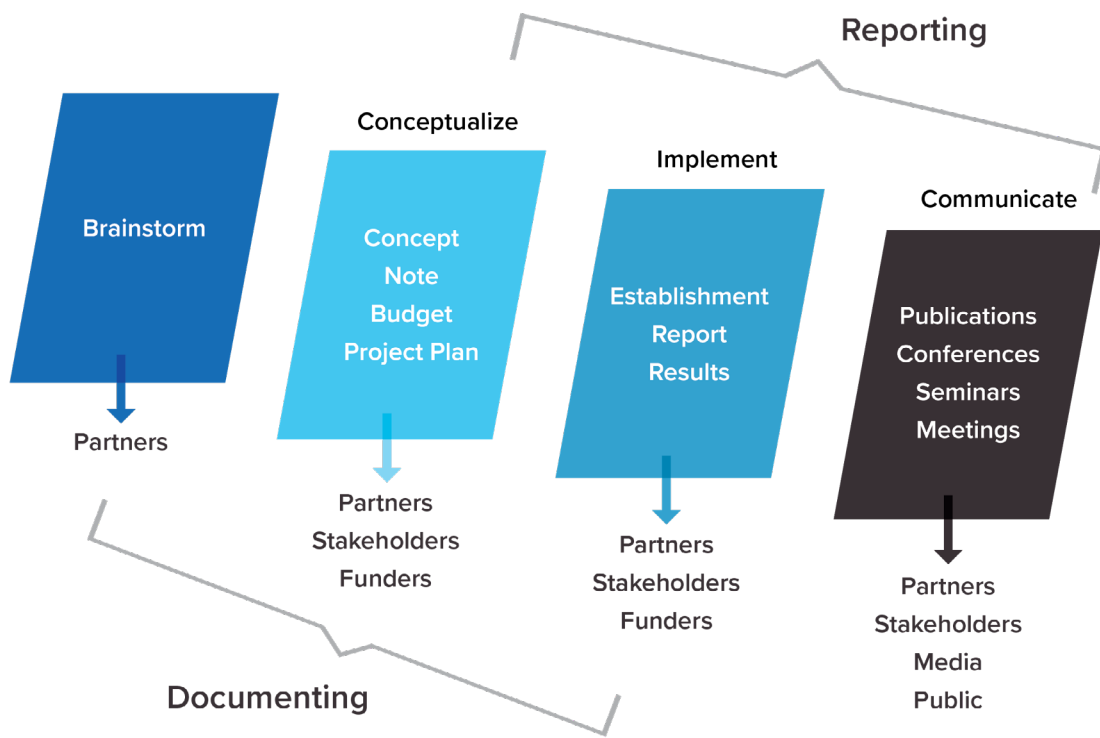 Reporting
Brainstorm
Partners
Conceptualize
Concept
Note
Budget
Project Plan
Partners
Stakeholders
Funders
Implement
Establishment
Report
Results
Partners
Stakeholders
Funders
Communicate
Publications
Conferences
Seminars
Meetings
Partners
Stakeholders
Media
Public
Documenting